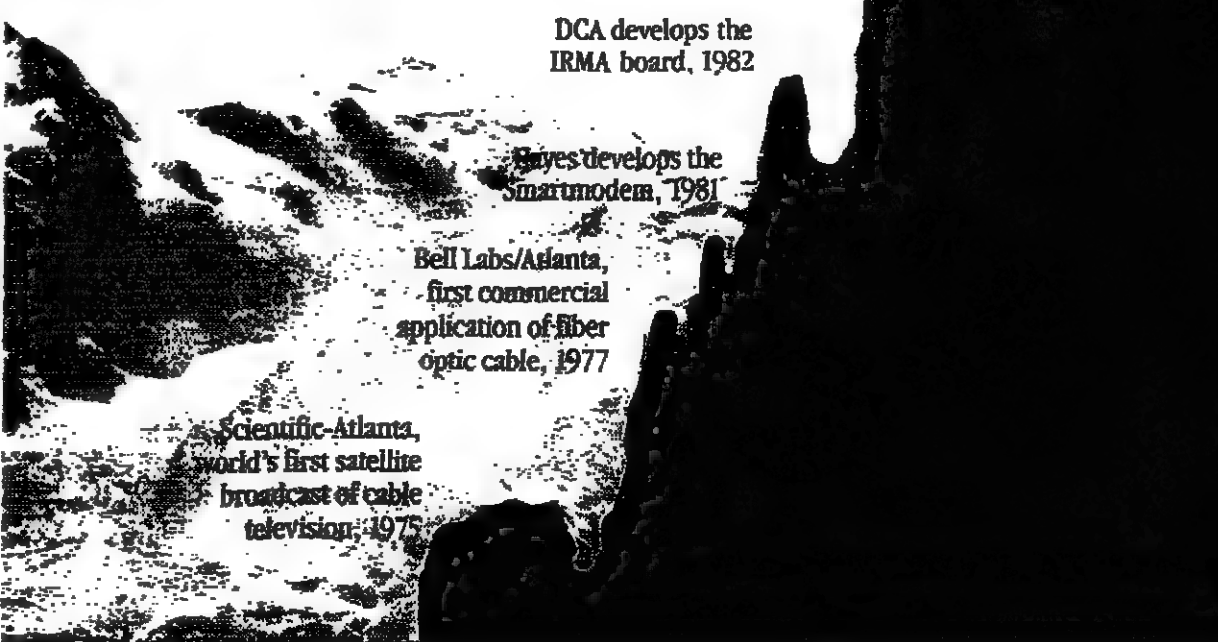 DCA develops the
IRMA board, 1982
Hayes develops the
Smartmodem, 1981
Bell Labs/Atlanta,
first commercial
application of fiber
optic cable, 1977
Scientific-Atlanta,
world's first satellite
broadcast of cable
television, 1975